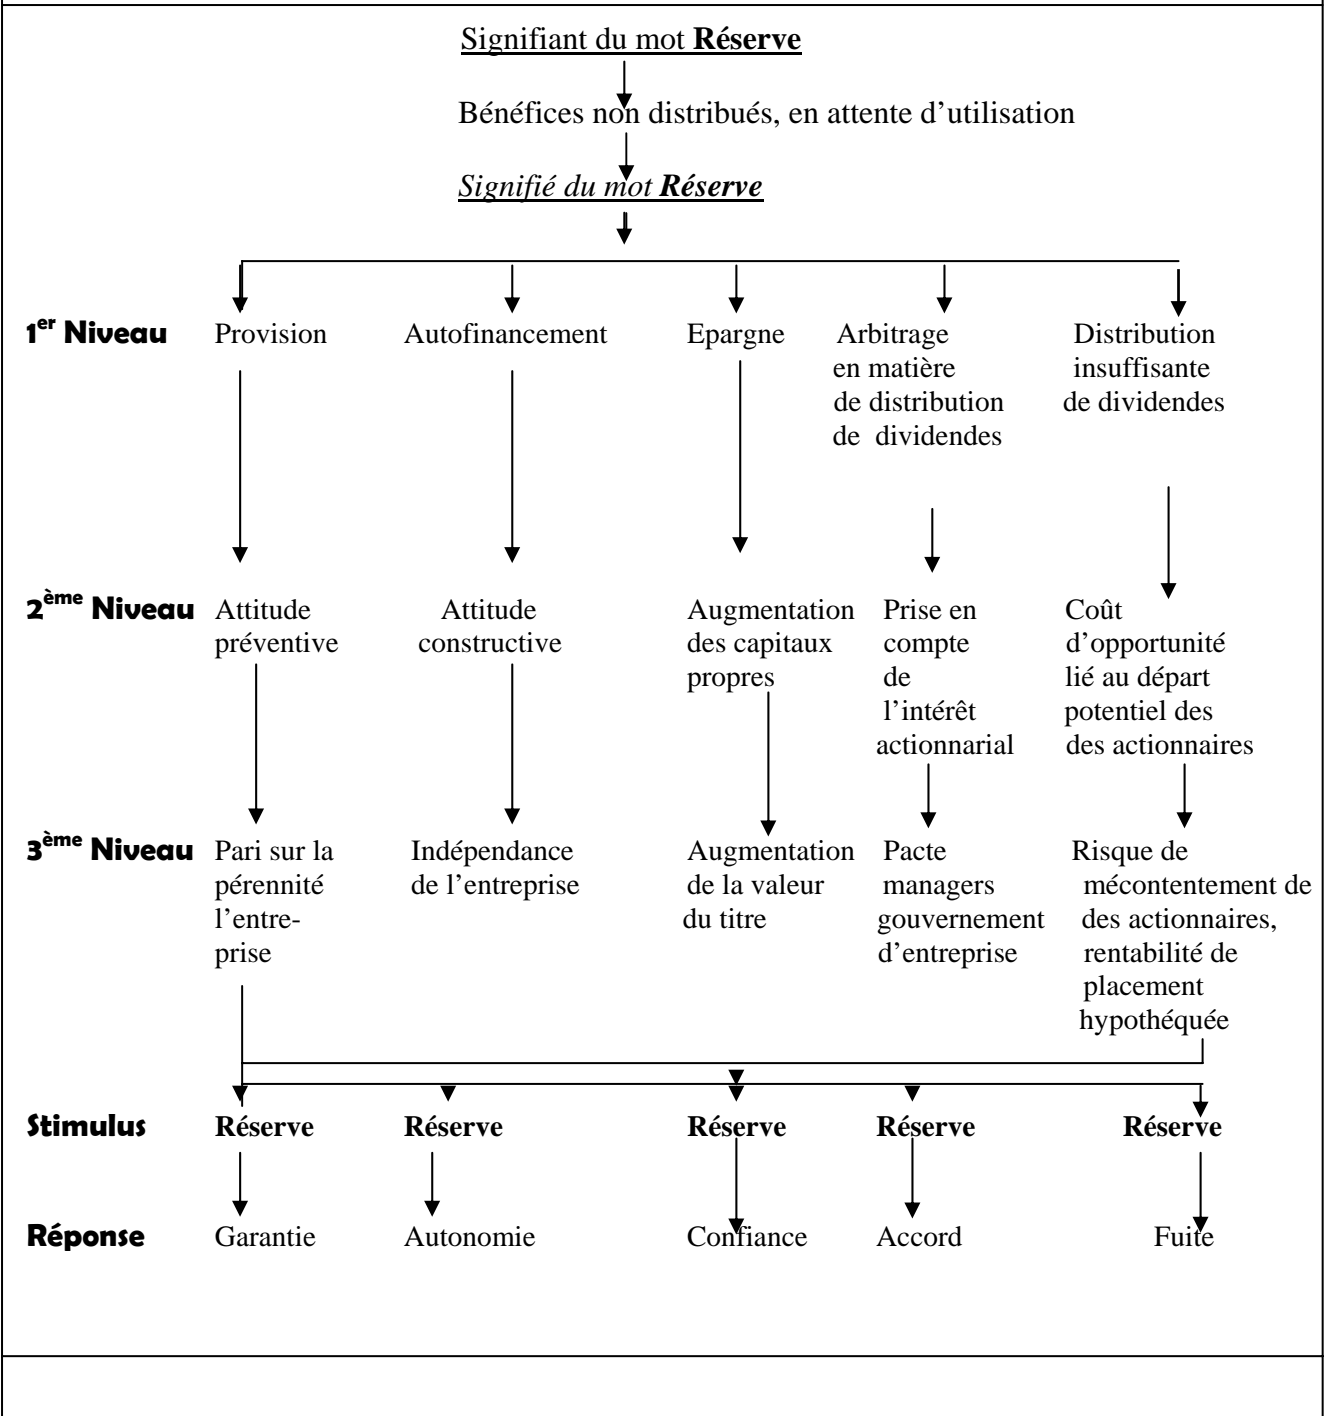 Signifiant du mot Réserve
Bénéfices non distribués, en attente d’utilisation
Signifié du mot Réserve
1er Niveau Provision Autofinancement Epargne Arbitrage Distribution
en matière insuffisante
de distribution de dividendes
de dividendes
2ème Niveau Attitude Attitude Augmentation Prise en Coût
préventive constructive des capitaux compte d’opportunité
propres de lié au départ
l’intérêt potentiel des
actionnarial des actionnaires
3ème Niveau Pari sur la Indépendance Augmentation Pacte Risque de
pérennité de l’entreprise de la valeur managers mécontentement de
l’entre- du titre gouvernement des actionnaires,
prise d’entreprise rentabilité de
placement
hypothéquée
Stimulus Réserve Réserve Réserve Réserve Réserve
Réponse Garantie Autonomie Confiance Accord Fuite